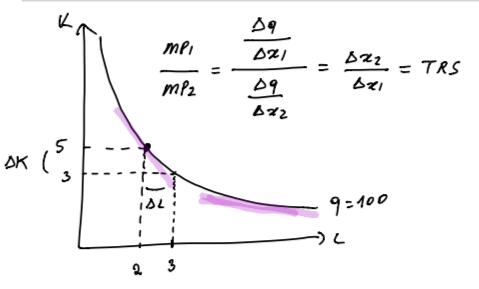 K
MP1 / MP2 = (Δq / Δx1) / (Δq / Δx2) = Δx2 / Δx1 = TRS
5
ΔK (
3
ΔL
q=100
L
2 3